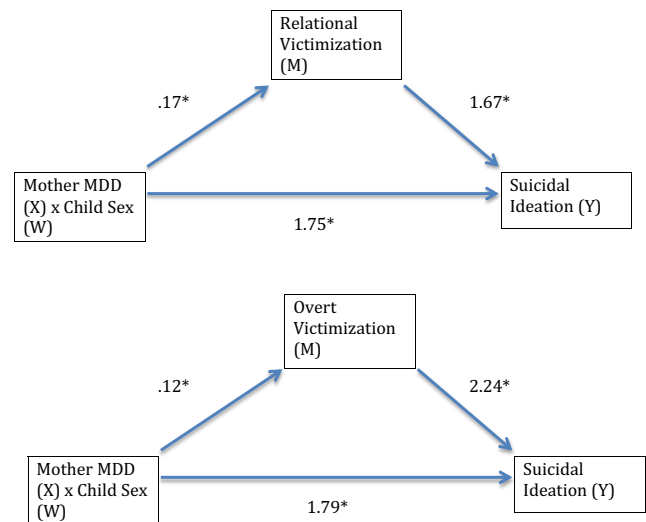 Relational
Victimization
(M)
.17*
1.67*
Mother MDD
(X) x Child Sex
(W)
Suicidal
Ideation (Y)
1.75*
Overt
Victimization
(M)
.12*
2.24*
Mother MDD
(X) x Child Sex
(W)
Suicidal
Ideation (Y)
1.79*